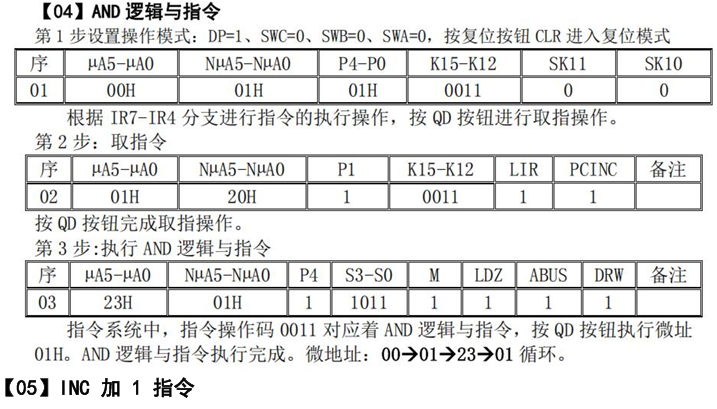 【04】AND 逻辑与指令
第 1 步设置操作模式：DP=1、SWC=0、SWB=0、SWA=0，按复位按钮 CLR 进入复位模式
序 μA5-μA0 NμA5-NμA0 P4-P0 K15-K12 SK11 SK10
01 00H 01H 01H 0011 0 0
根据 IR7-IR4 分支进行指令的执行操作，按 QD 按钮进行取指操作。
第 2 步：取指令
序 μA5-μA0 NμA5-NμA0 P1 K15-K12 LIR PCINC 备注
02 01H 20H 1 0011 1 1
按 QD 按钮完成取指操作。
第 3 步:执行 AND 逻辑与指令
序 μA5-μA0 NμA5-NμA0 P4 S3-S0 M LDZ ABUS DRW 备注
03 23H 01H 1 1011 1 1 1 1
指令系统中，指令操作码 0011 对应着 AND 逻辑与指令，按 QD 按钮执行微址
01H。AND 逻辑与指令执行完成。微地址：00→01→23→01 循环。
【05】INC 加 1 指令